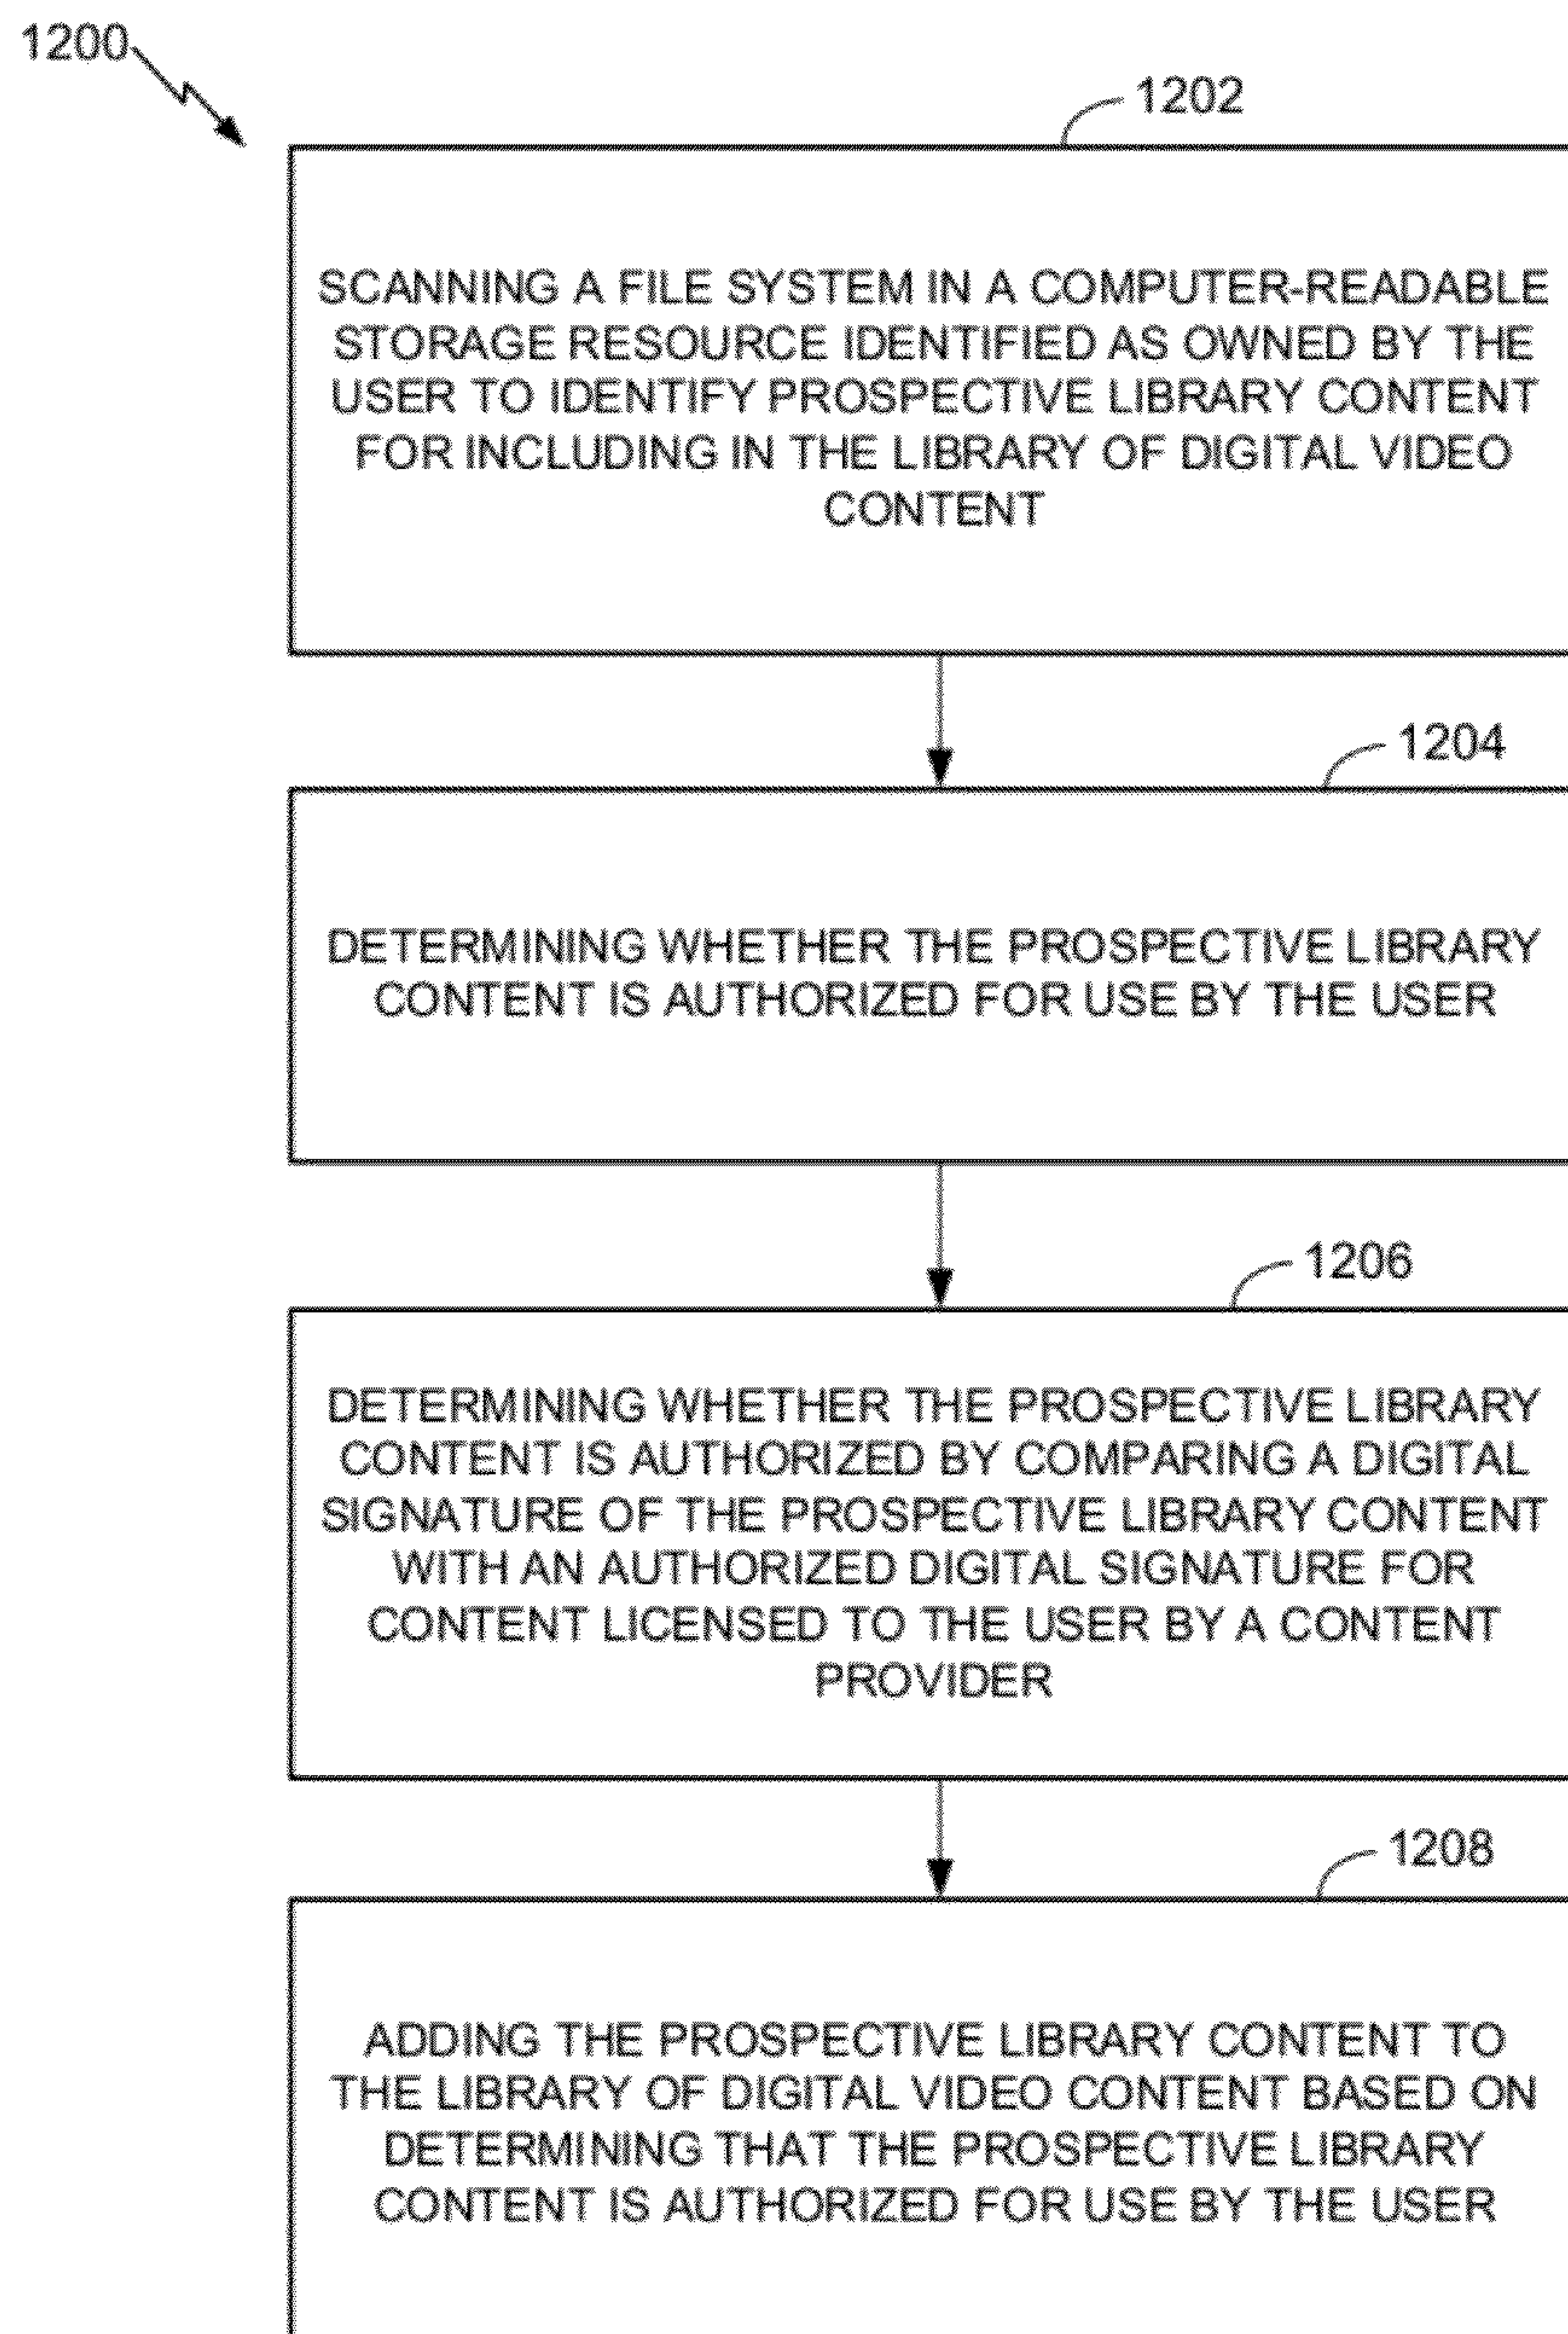 1200
1202
SCANNING A FILE SYSTEM IN A COMPUTER-READABLE
STORAGE RESOURCE IDENTIFIED AS OWNED BY THE
USER TO IDENTIFY PROSPECTIVE LIBRARY CONTENT
FOR INCLUDING IN THE LIBRARY OF DIGITAL VIDEO
CONTENT
1204
DETERMINING WHETHER THE PROSPECTIVE LIBRARY
CONTENT IS AUTHORIZED FOR USE BY THE USER
1206
DETERMINING WHETHER THE PROSPECTIVE LIBRARY
CONTENT IS AUTHORIZED BY COMPARING A DIGITAL
SIGNATURE OF THE PROSPECTIVE LIBRARY CONTENT
WITH AN AUTHORIZED DIGITAL SIGNATURE FOR
CONTENT LICENSED TO THE USER BY A CONTENT
PROVIDER
1208
ADDING THE PROSPECTIVE LIBRARY CONTENT TO
THE LIBRARY OF DIGITAL VIDEO CONTENT BASED ON
DETERMINING THAT THE PROSPECTIVE LIBRARY
CONTENT IS AUTHORIZED FOR USE BY THE USER